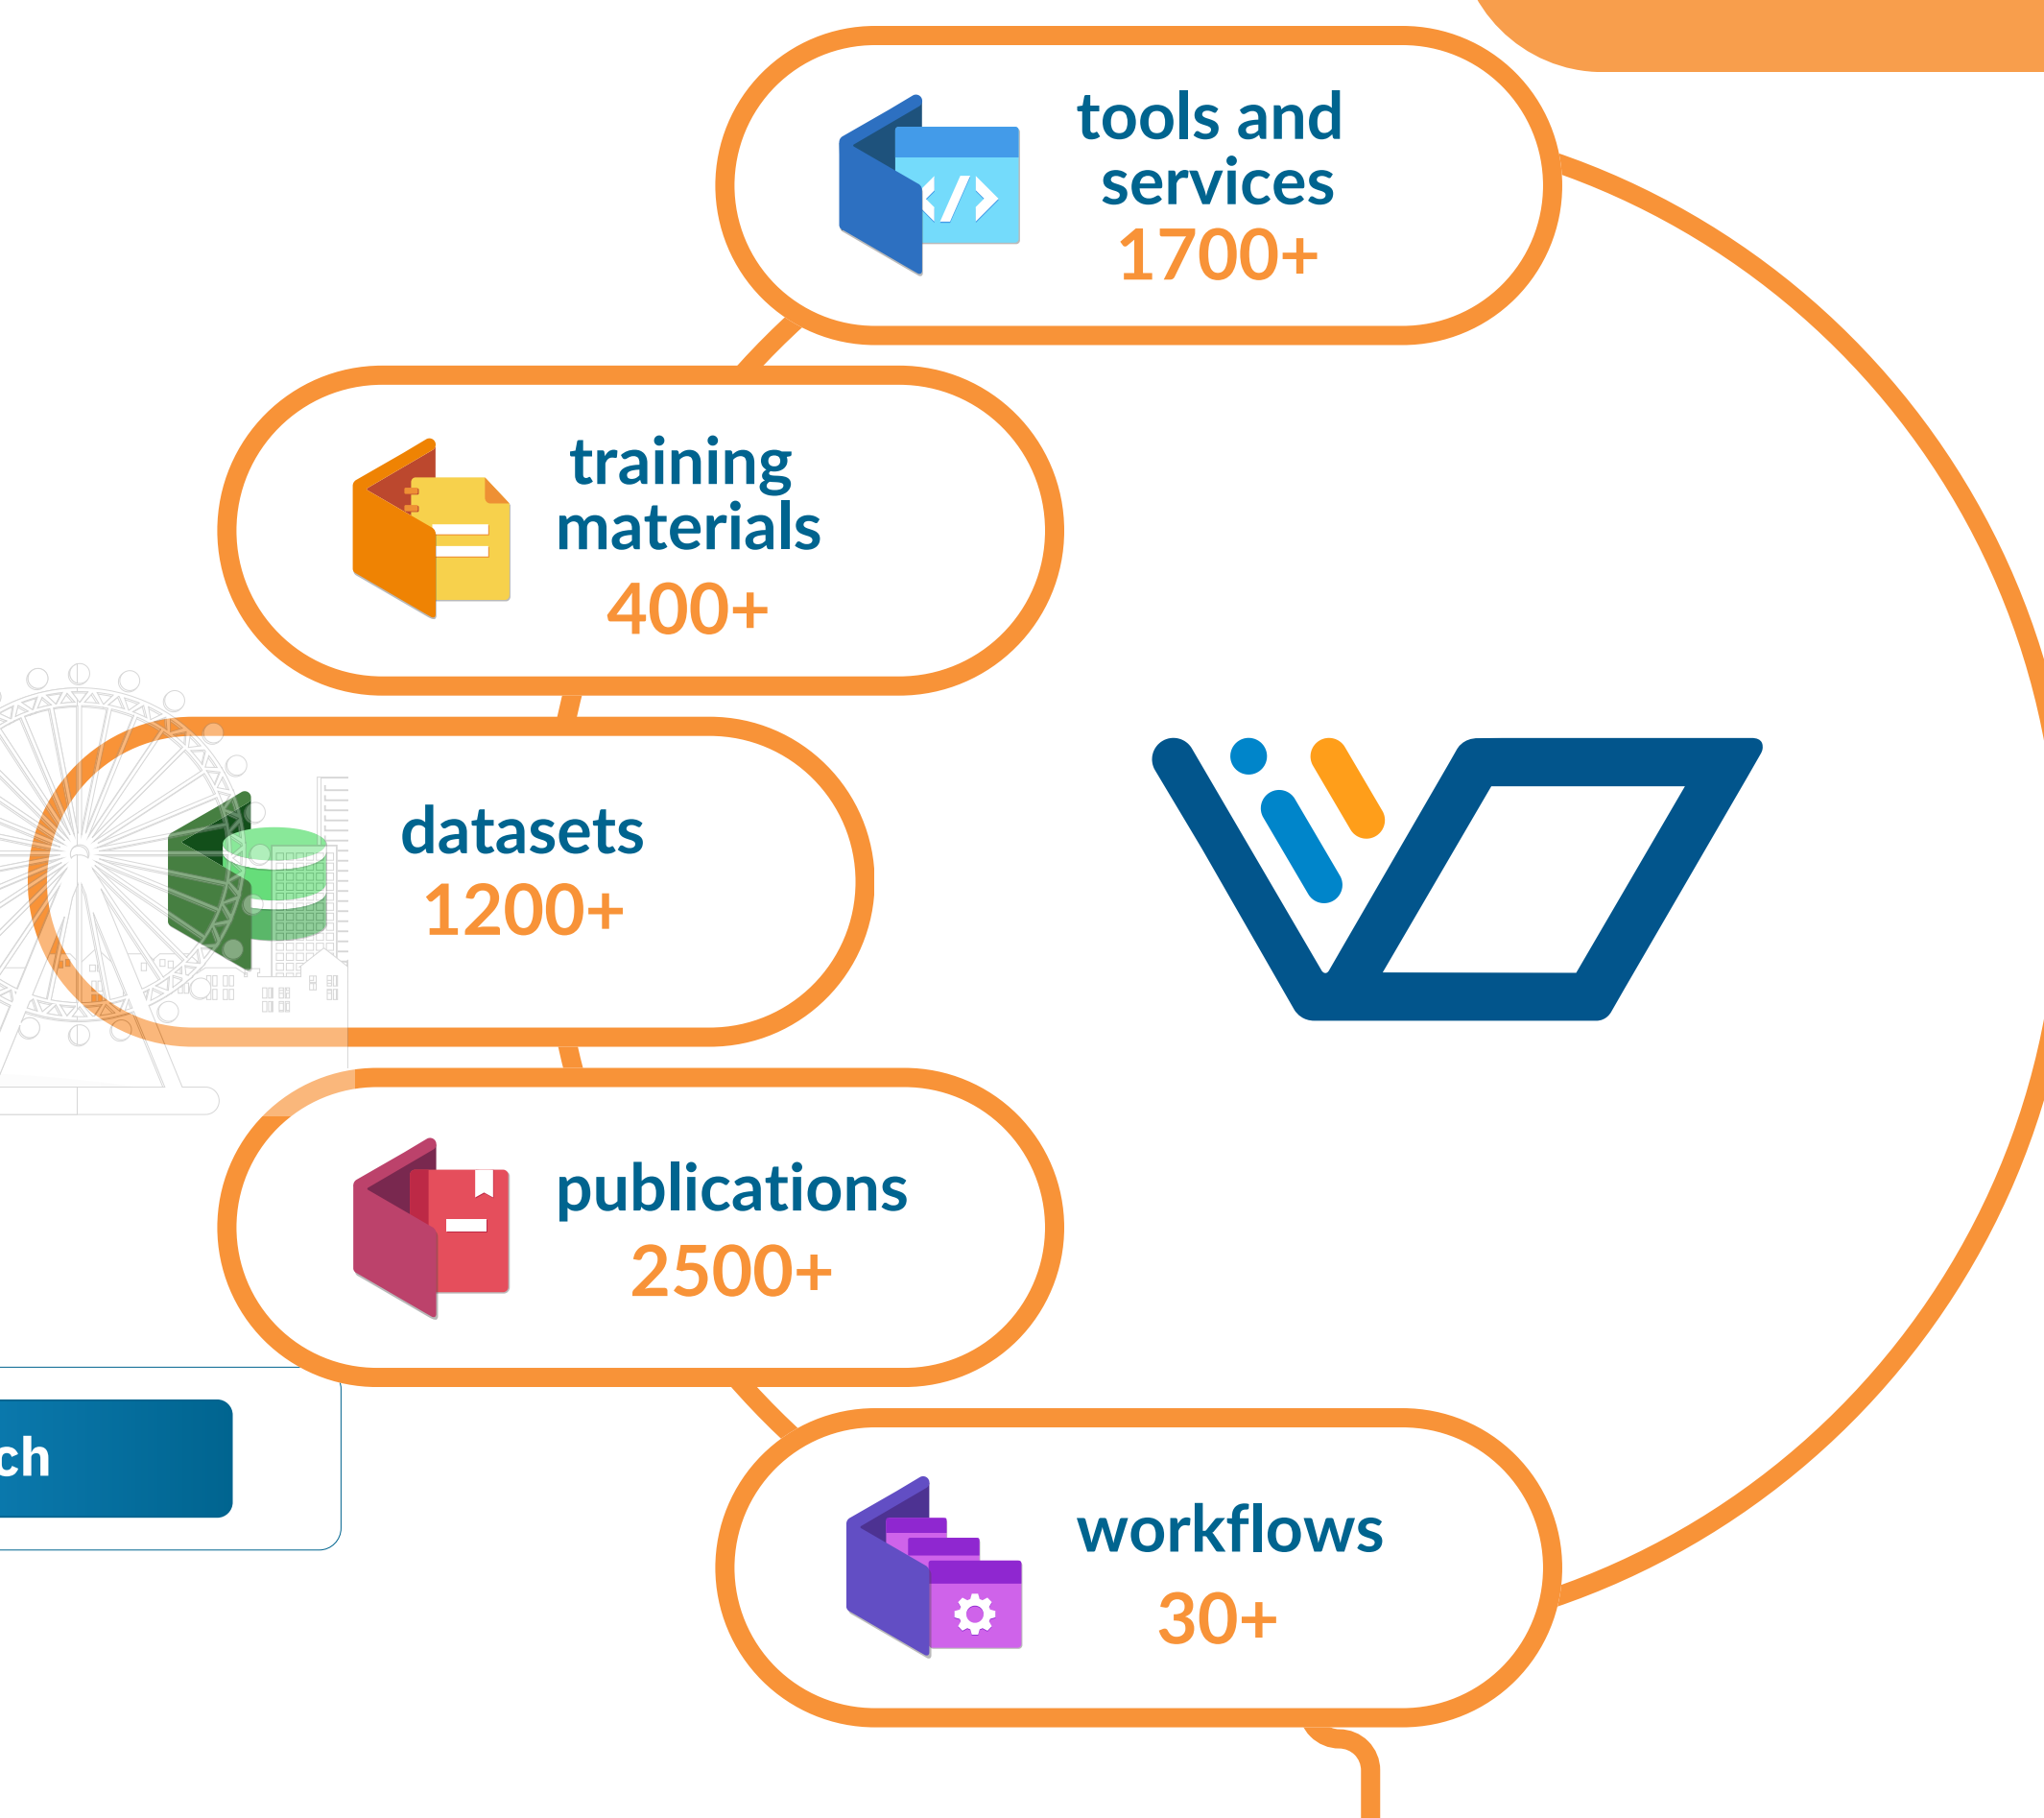 tools and
services
1700+
training
materials
400+
datasets
1200+
publications
2500+
ch
workflows
30+